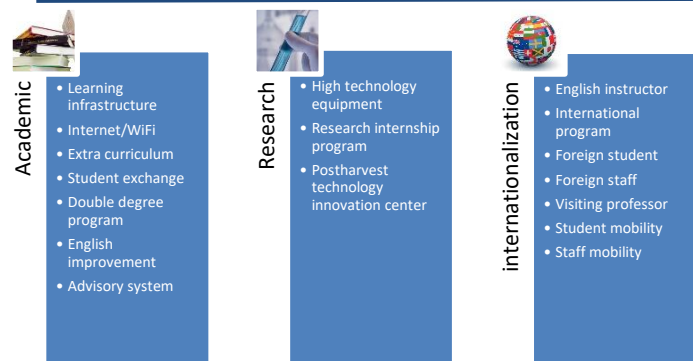 Academic
• Learning
infrastructure
• Internet/WiFi
• Extra curriculum
• Student exchange
• Double degree
program
• English
improvement
• Advisory system
Research
• High technology
equipment
• Research internship
program
• Postharvest
technology
innovation center
internationalization
• English instructor
• International
program
• Foreign student
• Foreign staff
• Visiting professor
• Student mobility
• Staff mobility